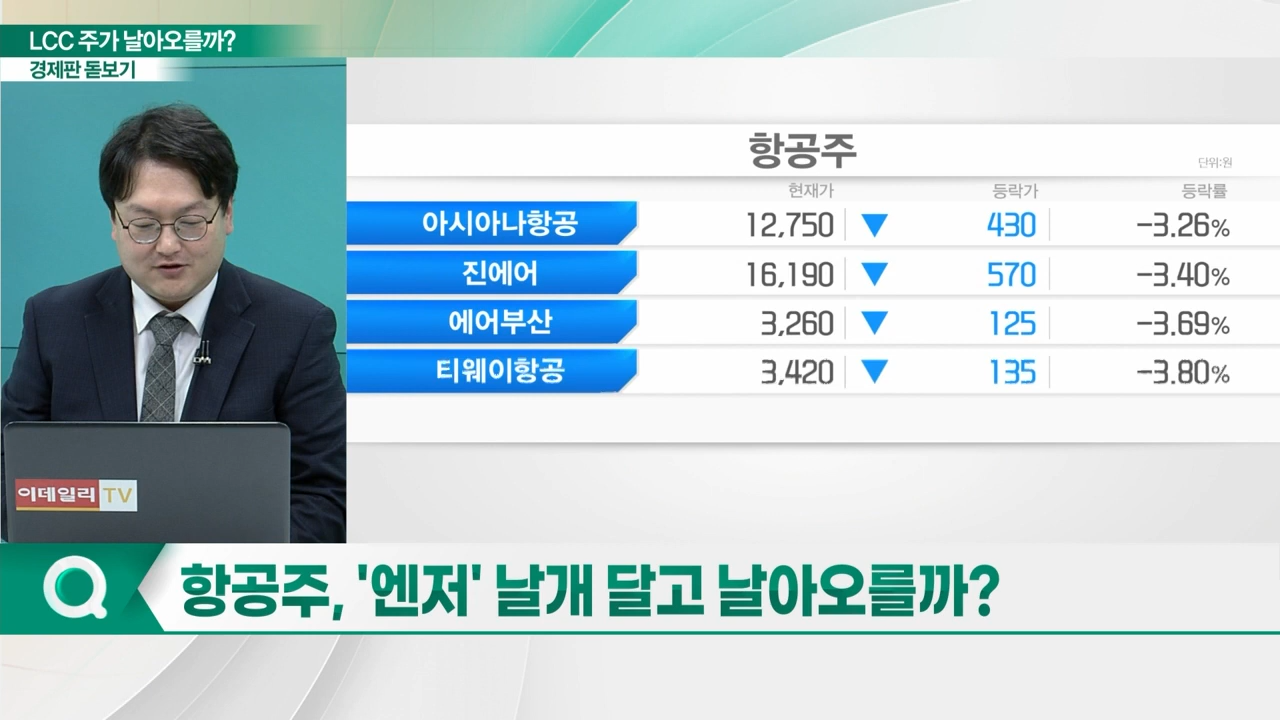 LCC 주가 날아오를까?
경제판 돋보기
항공주
단위:원
현재가 등락가 등락률
아시아나항공 12,750 ▼ 430 -3.26%
진에어 16,190 ▼ 570 -3.40%
에어부산 3,260 ▼ 125 -3.69%
티웨이항공 3,420 ▼ 135 -3.80%
이데일리 TV
항공주, '엔저' 날개 달고 날아오를까?